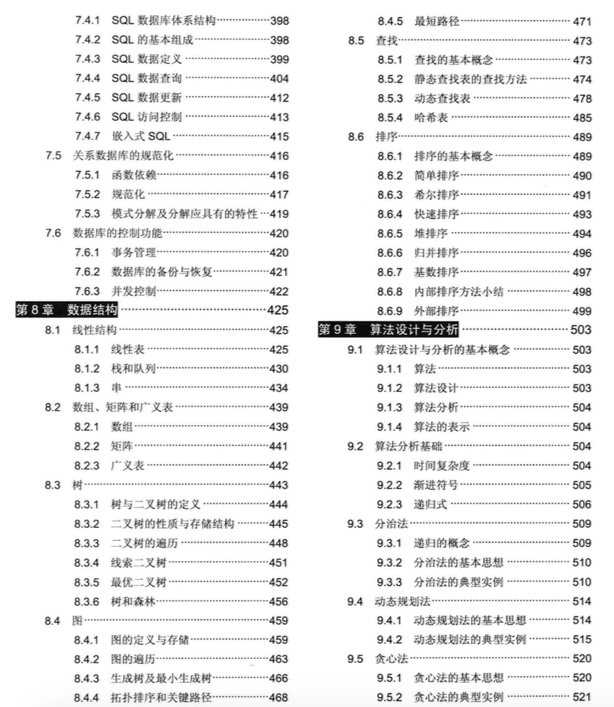 7.4.1 SQL 数据库体系结构……398
7.4.2 SQL 的基本组成……398
7.4.3 SQL 数据定义……399
7.4.4 SQL 数据查询……404
7.4.5 SQL 数据更新……412
7.4.6 SQL 访问控制……413
7.4.7 嵌入式 SQL……415
7.5 关系数据库的规范化……416
7.5.1 函数依赖……416
7.5.2 规范化……417
7.5.3 模式分解及分解应具有的特性…419
7.6 数据库的控制功能……420
7.6.1 事务管理……420
7.6.2 数据库的备份与恢复……421
7.6.3 并发控制……422
第 8 章 数据结构……425
8.1 线性结构……425
8.1.1 线性表……425
8.1.2 栈和队列……430
8.1.3 串……434
8.2 数组、矩阵和广义表……439
8.2.1 数组……439
8.2.2 矩阵……441
8.2.3 广义表……442
8.3 树……443
8.3.1 树与二叉树的定义……444
8.3.2 二叉树的性质与存储结构……445
8.3.3 二叉树的遍历……448
8.3.4 线索二叉树……451
8.3.5 最优二叉树……452
8.3.6 树和森林……456
8.4 图……459
8.4.1 图的定义与存储……459
8.4.2 图的遍历……463
8.4.3 生成树及最小生成树……466
8.4.4 拓扑排序和关键路径……468
8.4.5 最短路径……471
8.5 查找……473
8.5.1 查找的基本概念……473
8.5.2 静态查找表的查找方法……474
8.5.3 动态查找表……478
8.5.4 哈希表……485
8.6 排序……489
8.6.1 排序的基本概念……489
8.6.2 简单排序……490
8.6.3 希尔排序……491
8.6.4 快速排序……493
8.6.5 堆排序……494
8.6.6 归并排序……496
8.6.7 基数排序……497
8.6.8 内部排序方法小结……498
8.6.9 外部排序……499
第 9 章 算法设计与分析……503
9.1 算法设计与分析的基本概念……503
9.1.1 算法……503
9.1.2 算法设计……503
9.1.3 算法分析……504
9.1.4 算法的表示……504
9.2 算法分析基础……504
9.2.1 时间复杂度……504
9.2.2 渐进符号……505
9.2.3 递归式……506
9.3 分治法……509
9.3.1 递归的概念……509
9.3.2 分治法的基本思想……510
9.3.3 分治法的典型实例……510
9.4 动态规划法……514
9.4.1 动态规划法的基本思想……514
9.4.2 动态规划法的典型实例……515
9.5 贪心法……520
9.5.1 贪心法的基本思想……520
9.5.2 贪心法的典型实例……521